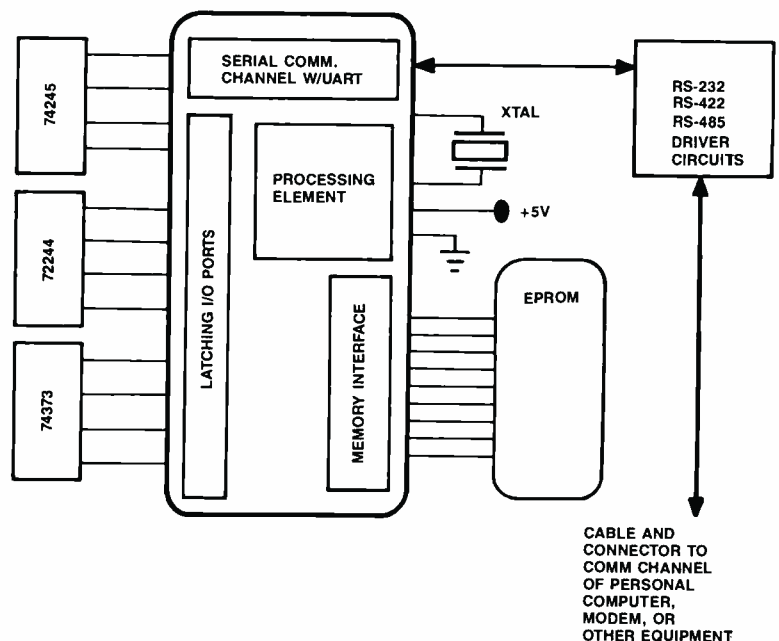 74245
72244
74373
SERIAL COMM.
CHANNEL W/UART
LATCHING I/O PORTS
PROCESSING
ELEMENT
MEMORY INTERFACE
XTAL
+5V
EPROM
RS-232
RS-422
RS-485
DRIVER
CIRCUITS
CABLE AND
CONNECTOR TO
COMM CHANNEL
OF PERSONAL
COMPUTER,
MODEM, OR
OTHER EQUIPMENT